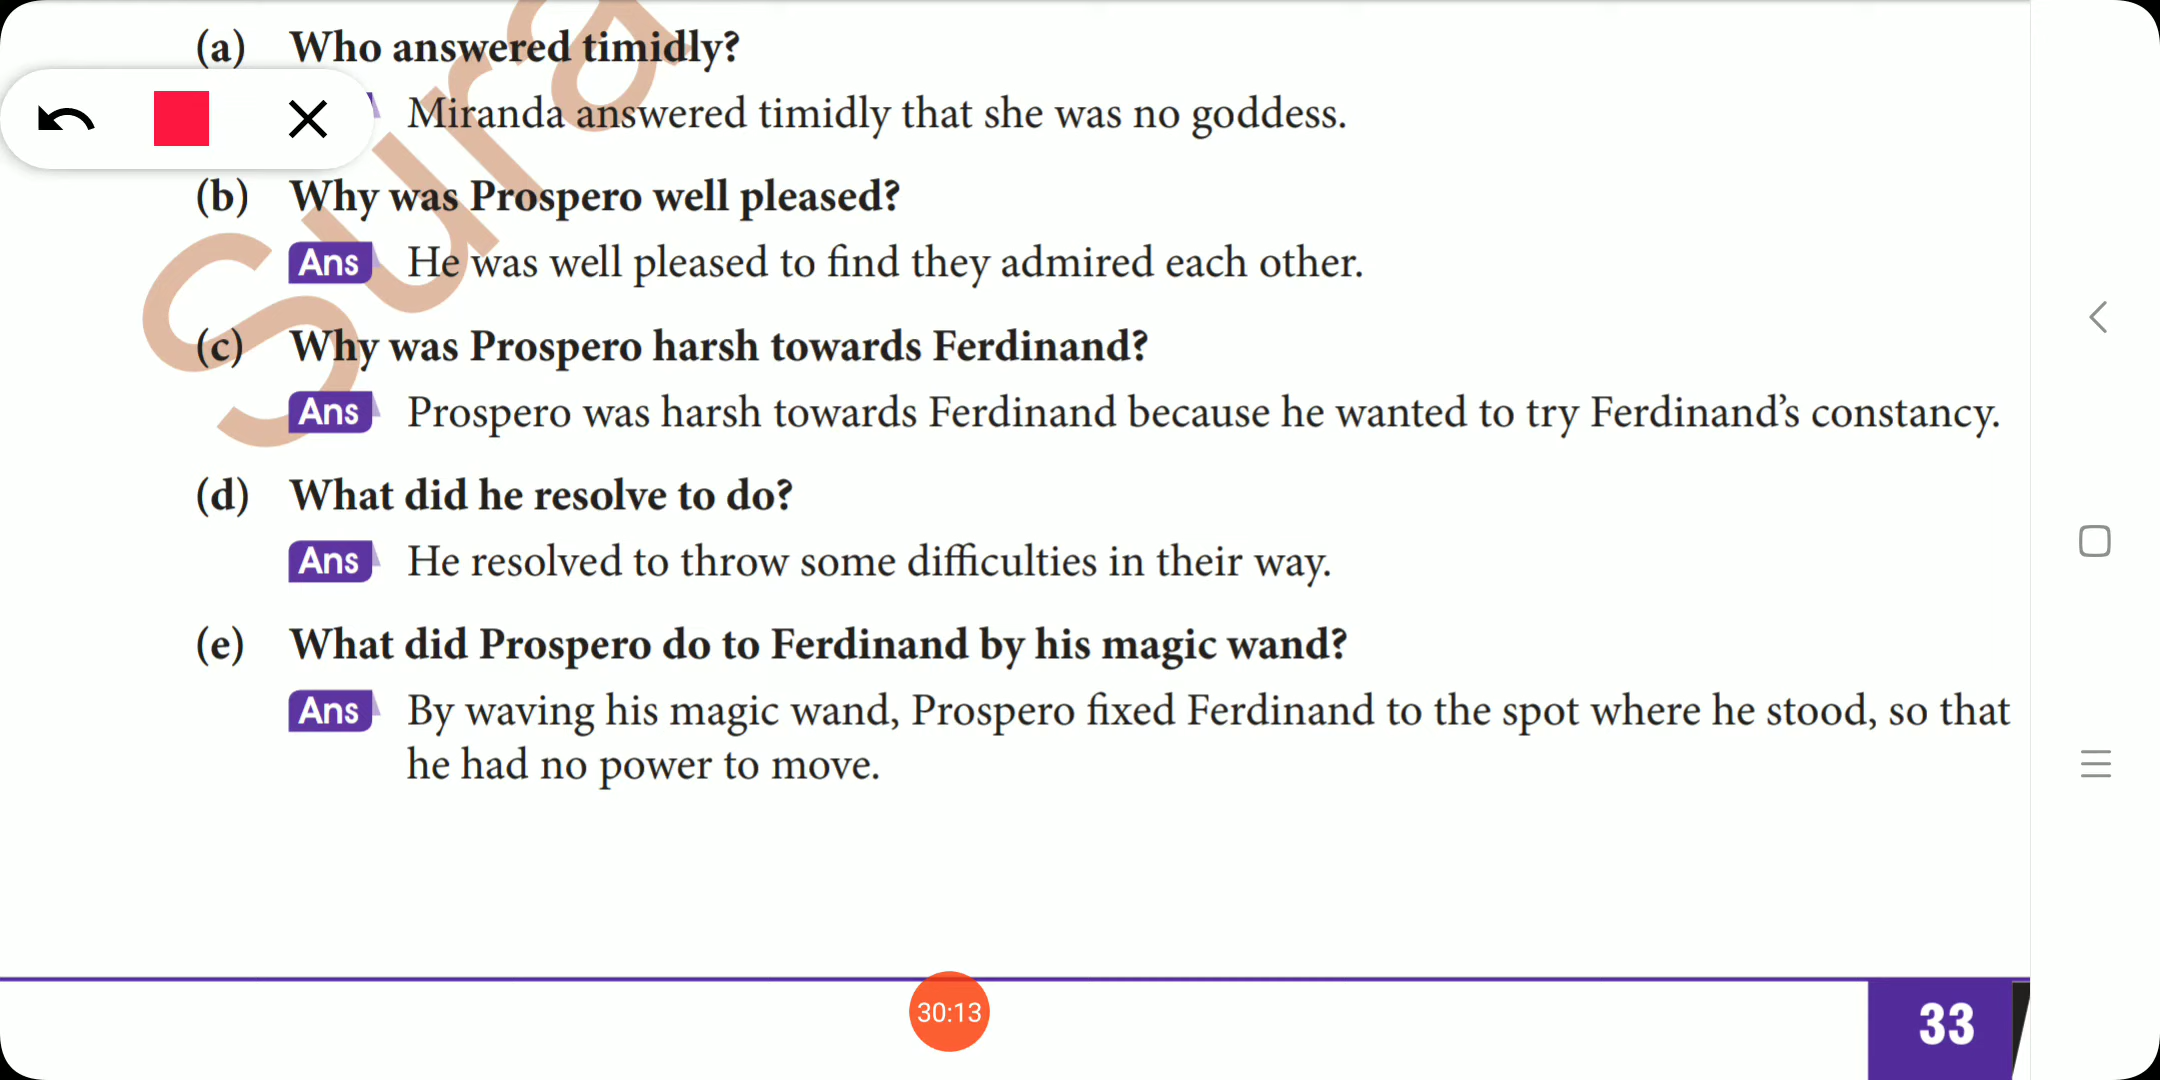 (a) Who answered timidly?
Miranda answered timidly that she was no goddess.
(b) Why was Prospero well pleased?
Ans He was well pleased to find they admired each other.
(c) Why was Prospero harsh towards Ferdinand?
Ans Prospero was harsh towards Ferdinand because he wanted to try Ferdinand’s constancy.
(d) What did he resolve to do?
Ans He resolved to throw some difficulties in their way.
(e) What did Prospero do to Ferdinand by his magic wand?
Ans By waving his magic wand, Prospero fixed Ferdinand to the spot where he stood, so that
he had no power to move.
Sura
30:13
33